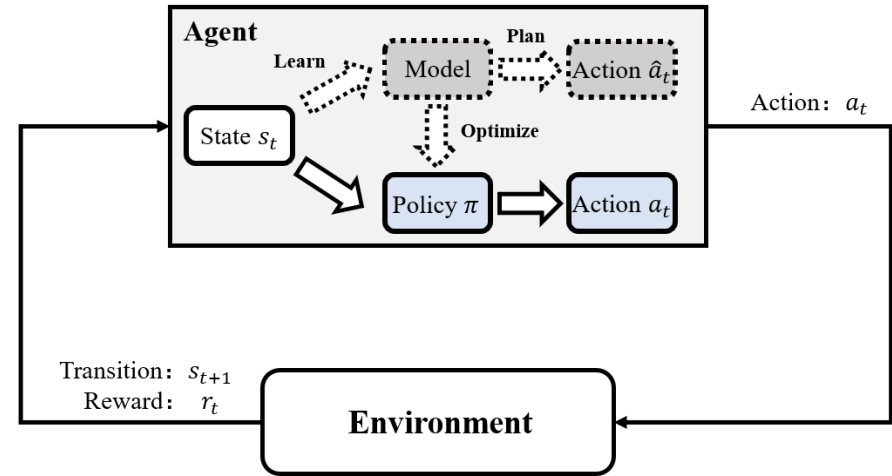 Agent
Learn
Plan
Model
Action â_t
State s_t
Optimize
Action： a_t
Policy π
Action a_t
Transition： s_{t+1}
Reward： r_t
Environment